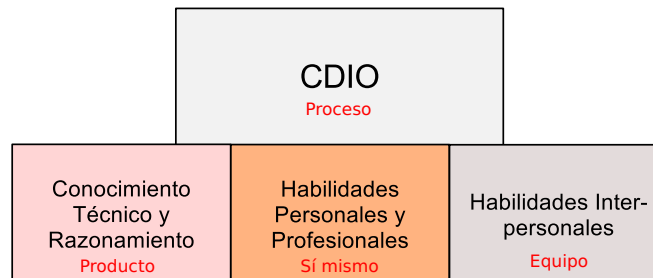 CDIO
Proceso
Conocimiento
Técnico y
Razonamiento
Producto
Habilidades
Personales y
Profesionales
Sí mismo
Habilidades Inter-
personales
Equipo